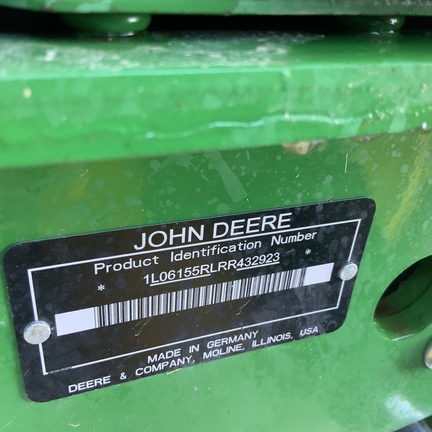 JOHN DEERE
Product Identification Number
* 1L06155RLRR432923 *
MADE IN GERMANY
DEERE & COMPANY, MOLINE, ILLINOIS, USA